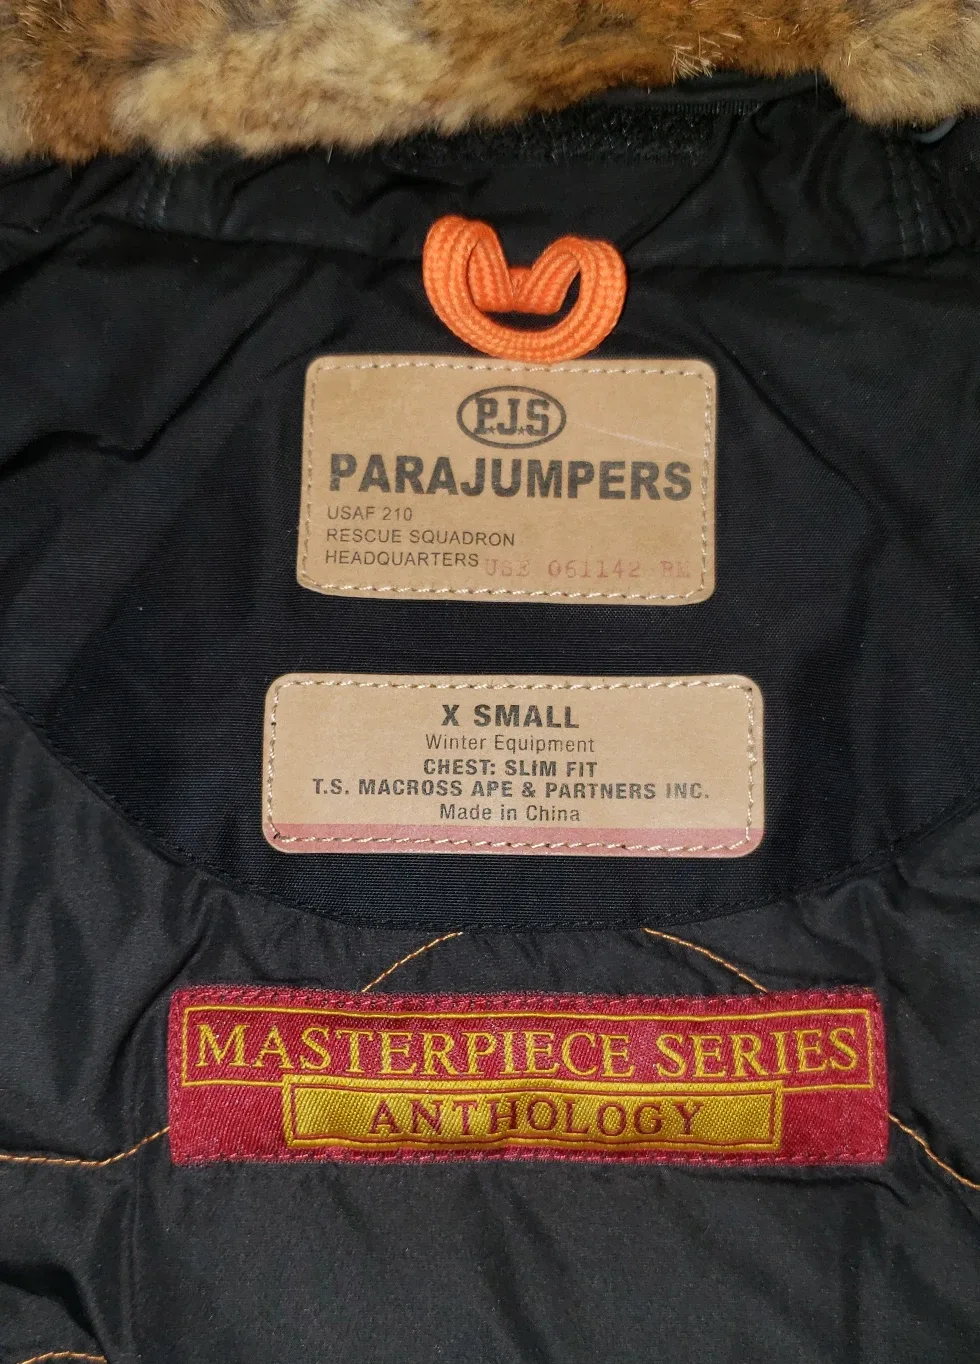 P.J.S
PARAJUMPERS
USAF 210
RESCUE SQUADRON
HEADQUARTERS USE 061142 RM
X SMALL
Winter Equipment
CHEST: SLIM FIT
T.S. MACROSS APE & PARTNERS INC.
Made in China
MASTERPIECE SERIES
ANTHOLOGY